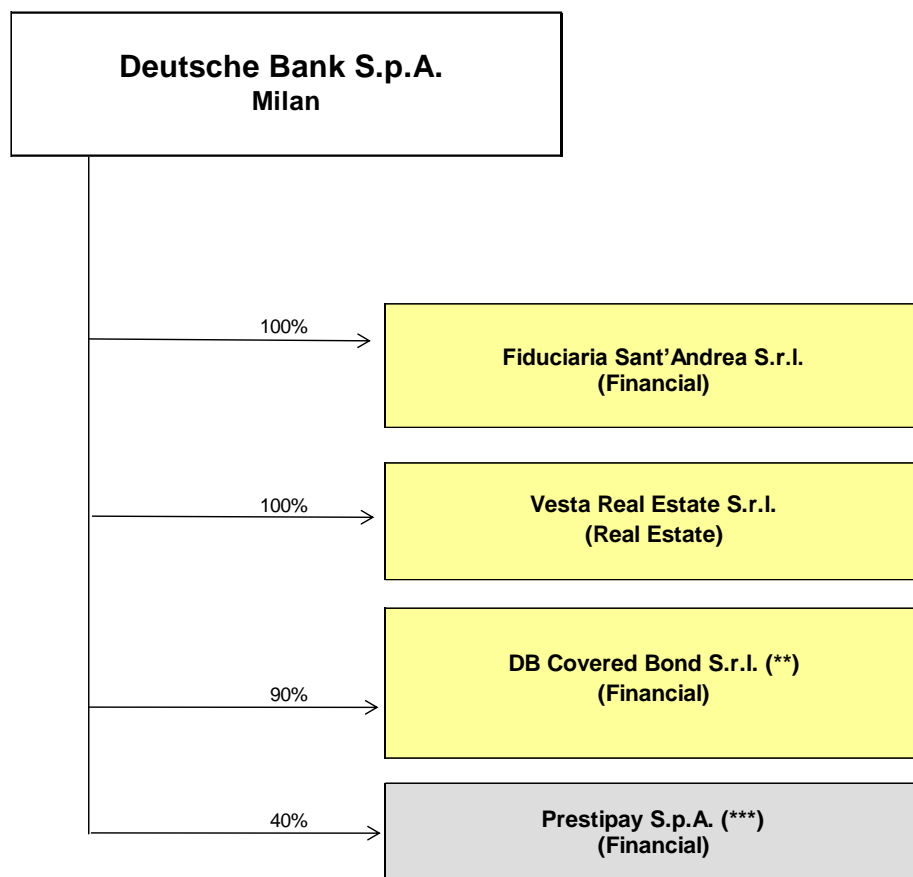 Deutsche Bank S.p.A.
Milan
100%
Fiduciaria Sant’Andrea S.r.l.
(Financial)
100%
Vesta Real Estate S.r.l.
(Real Estate)
90%
DB Covered Bond S.r.l. (**)
(Financial)
40%
Prestipay S.p.A. (***)
(Financial)